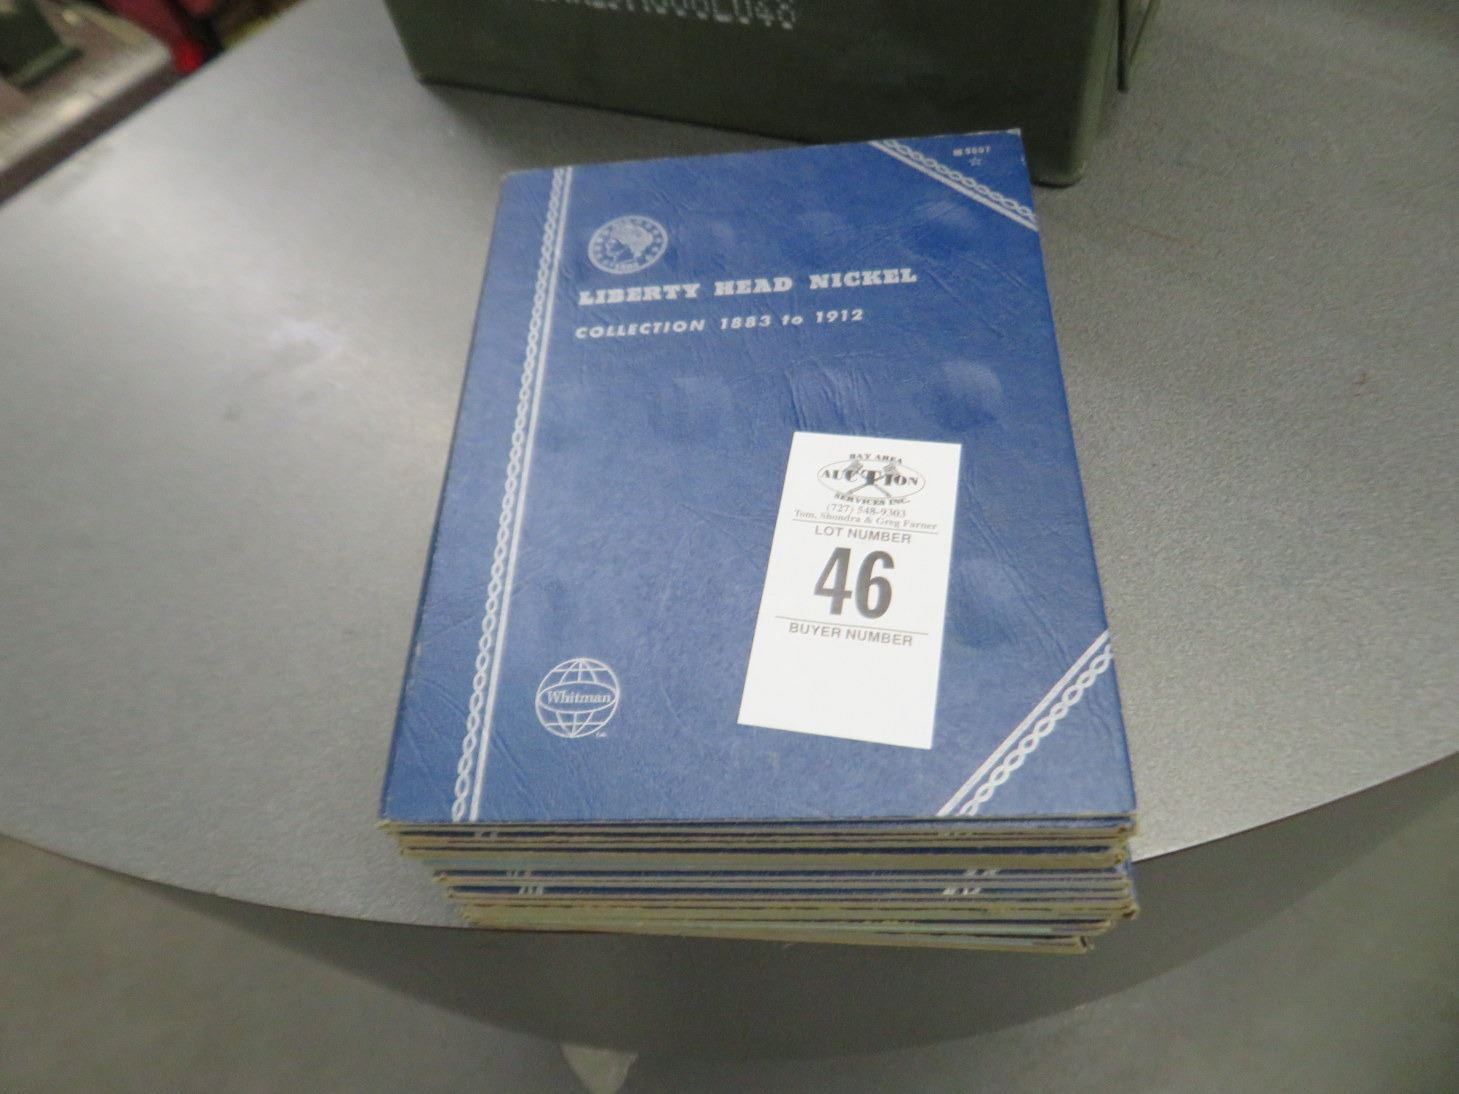 LIBERTY HEAD NICKEL
COLLECTION 1883 to 1912
BAY AREA
AUCTION
SERVICES INC.
(727) 548-9303
Tom, Shondra & Greg Farner
LOT NUMBER
46
BUYER NUMBER
Whitman